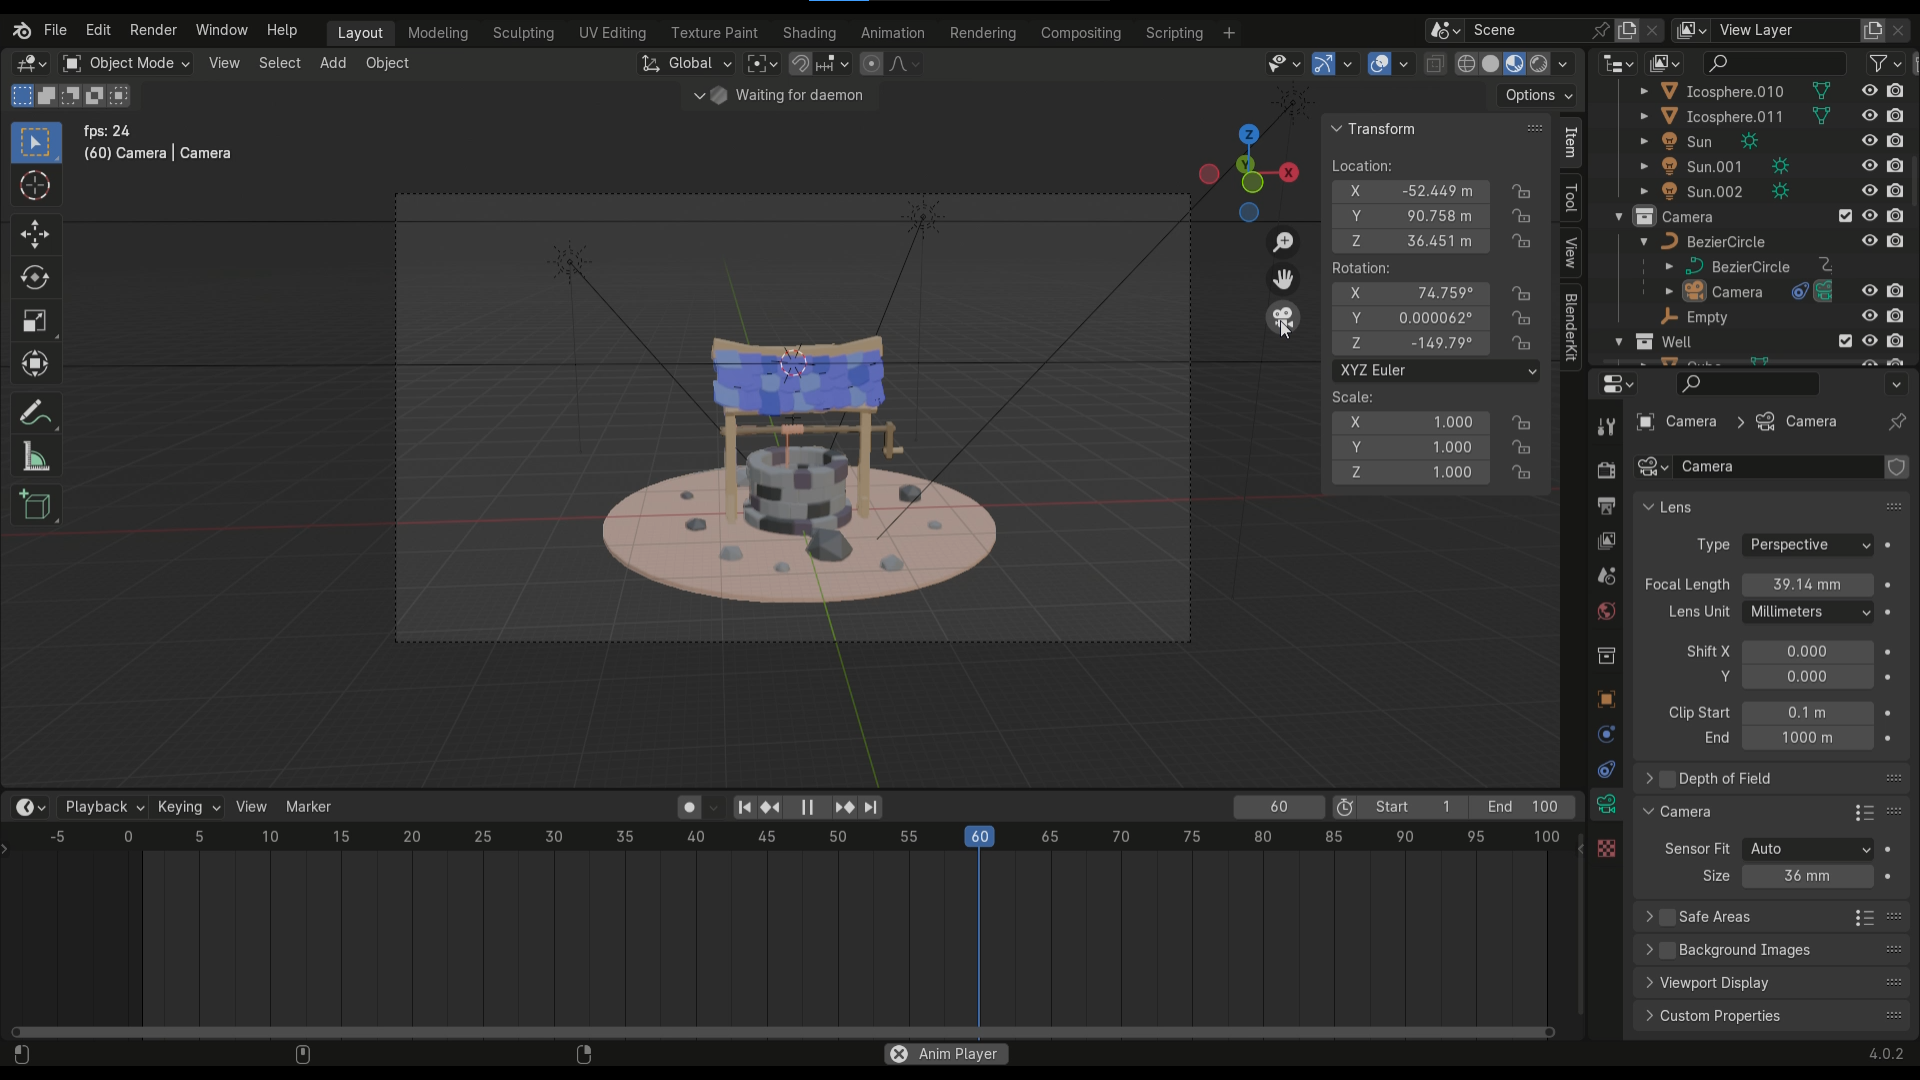 File Edit Render Window Help Layout Modeling Sculpting UV Editing Texture Paint Shading Animation Rendering Compositing Scripting + Scene View Layer
Object Mode View Select Add Object Global
Waiting for daemon Options
fps: 24
(60) Camera | Camera
Z
Y
X
Transform
Location:
X -52.449 m
Y 90.758 m
Z 36.451 m
Rotation:
X 74.759°
Y 0.000062°
Z -149.79°
XYZ Euler
Scale:
X 1.000
Y 1.000
Z 1.000
Item
Tool
View
BlenderKit
Icosphere.010
Icosphere.011
Sun
Sun.001
Sun.002
Camera
BezierCircle
BezierCircle
Camera
Empty
Well
Camera > Camera
Camera
Lens
Type Perspective
Focal Length 39.14 mm
Lens Unit Millimeters
Shift X 0.000
Y 0.000
Clip Start 0.1 m
End 1000 m
Depth of Field
Camera
Sensor Fit Auto
Size 36 mm
Safe Areas
Background Images
Viewport Display
Custom Properties
Playback Keying View Marker 60 Start 1 End 100
-5 0 5 10 15 20 25 30 35 40 45 50 55 60 65 70 75 80 85 90 95 100
Anim Player 4.0.2